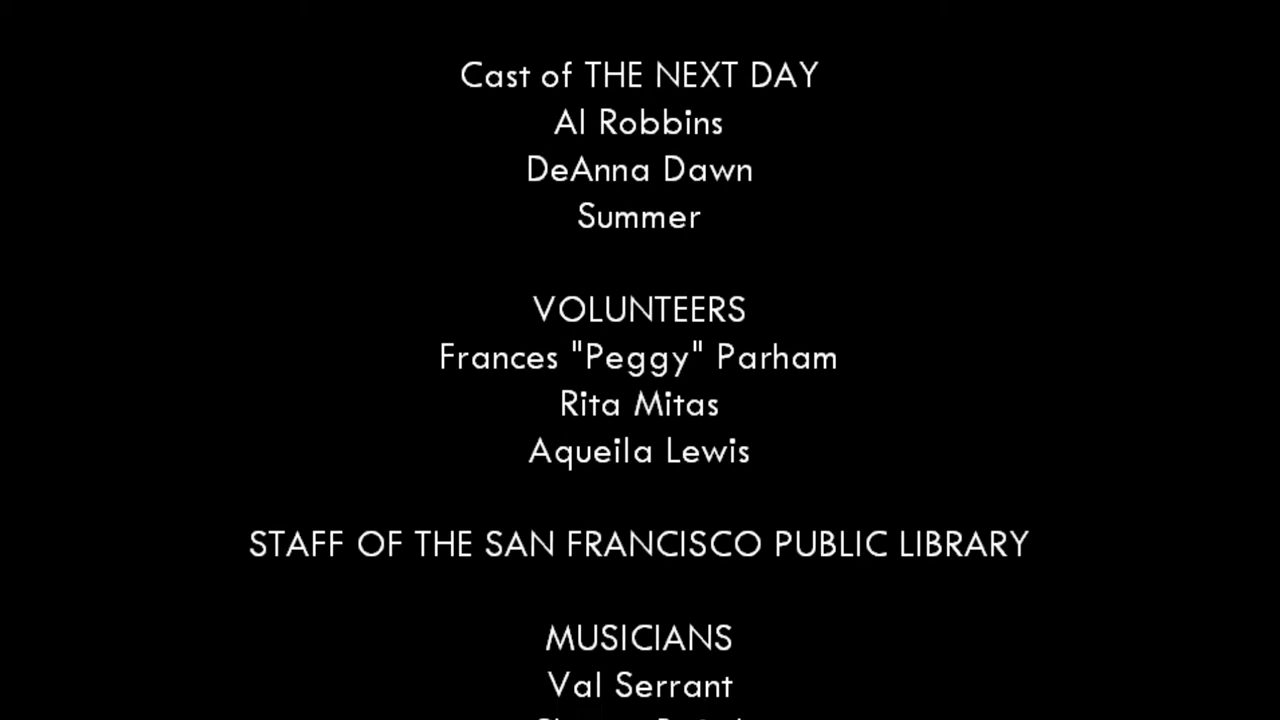 Cast of THE NEXT DAY
Al Robbins
DeAnna Dawn
Summer
VOLUNTEERS
Frances "Peggy" Parham
Rita Mitas
Aqueila Lewis
STAFF OF THE SAN FRANCISCO PUBLIC LIBRARY
MUSICIANS
Val Serrant